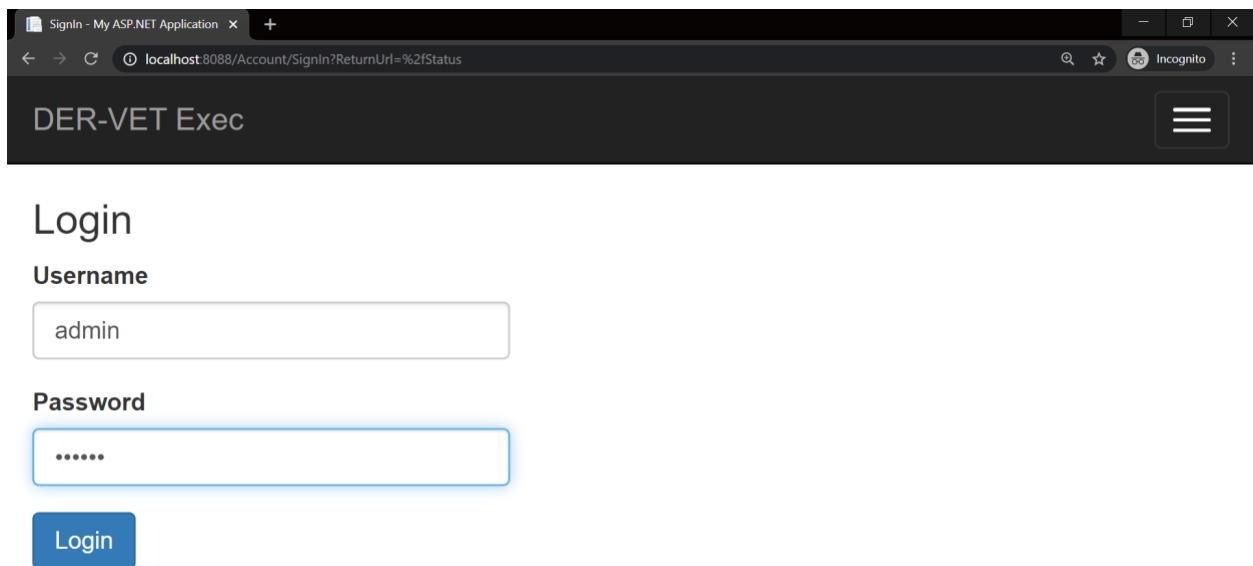 SignIn - My ASP.NET Application
localhost:8088/Account/SignIn?ReturnUrl=%2fStatus
Incognito
DER-VET Exec
Login
Username
admin
Password
••••••
Login